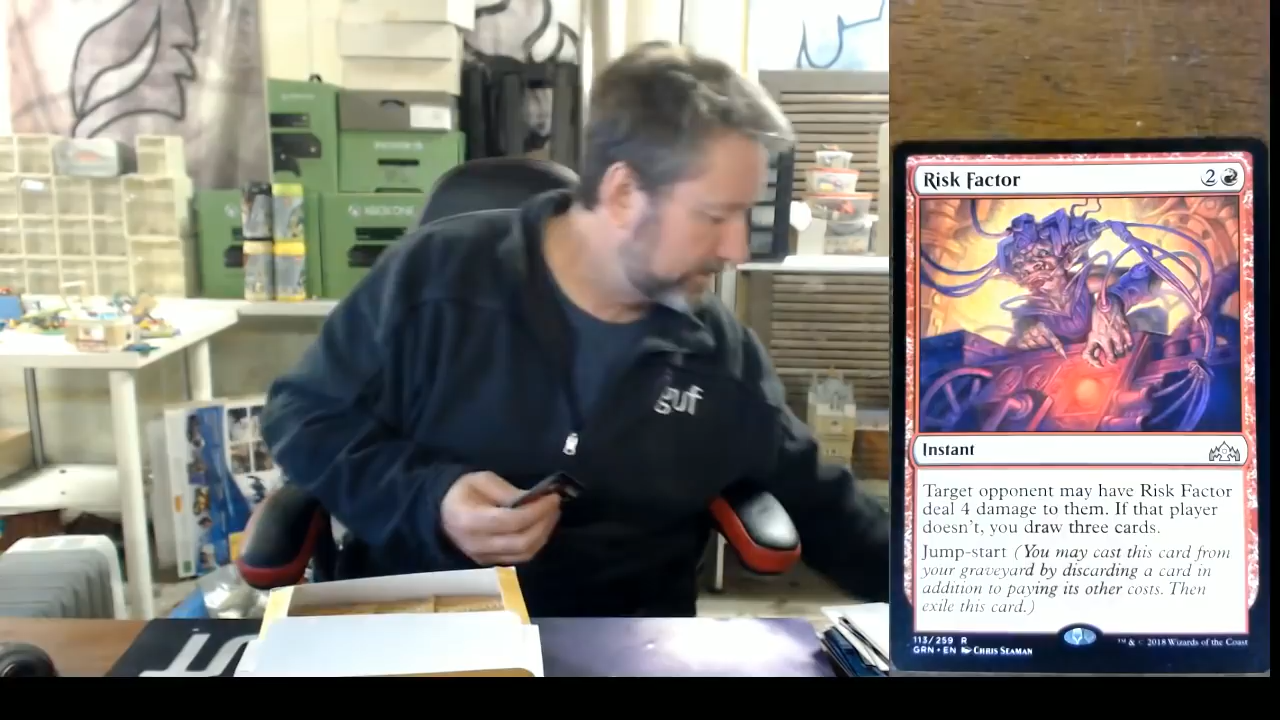 XBOX ONE
guf
Risk Factor
2
Instant
Target opponent may have Risk Factor
deal 4 damage to them. If that player
doesn't, you draw three cards.
Jump-start (You may cast this card from
your graveyard by discarding a card in
addition to paying its other costs. Then
exile this card.)
113/259 R
GRN • EN Chris Seaman
™ & © 2018 Wizards of the Coast